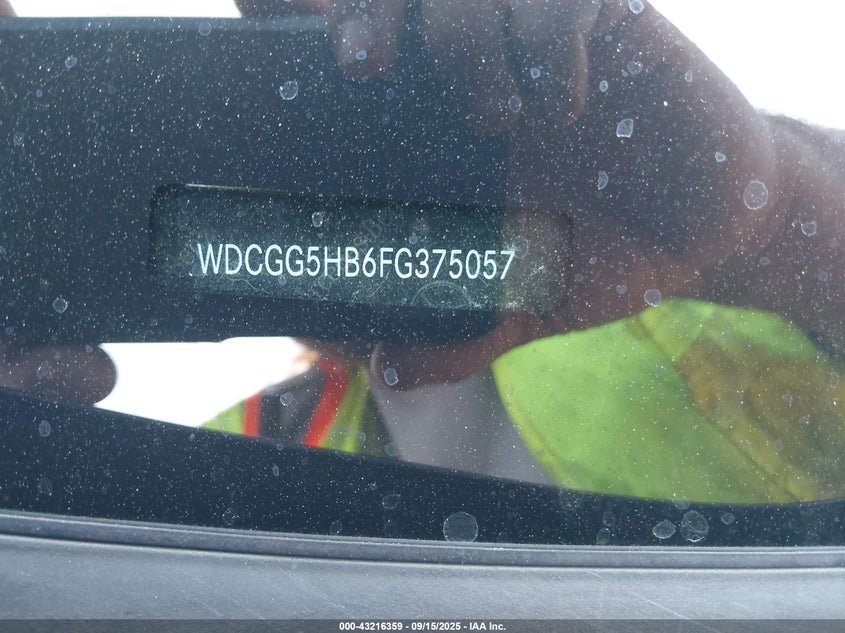 WDCGG5HB6FG375057
000-43216359 - 09/15/2025 - IAA Inc.